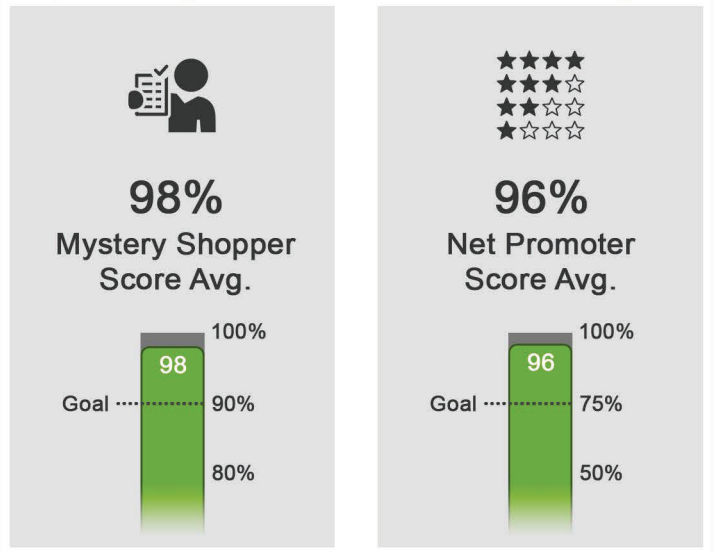 98%
Mystery Shopper
Score Avg.
100%
98
Goal
90%
80%
96%
Net Promoter
Score Avg.
100%
96
Goal
75%
50%